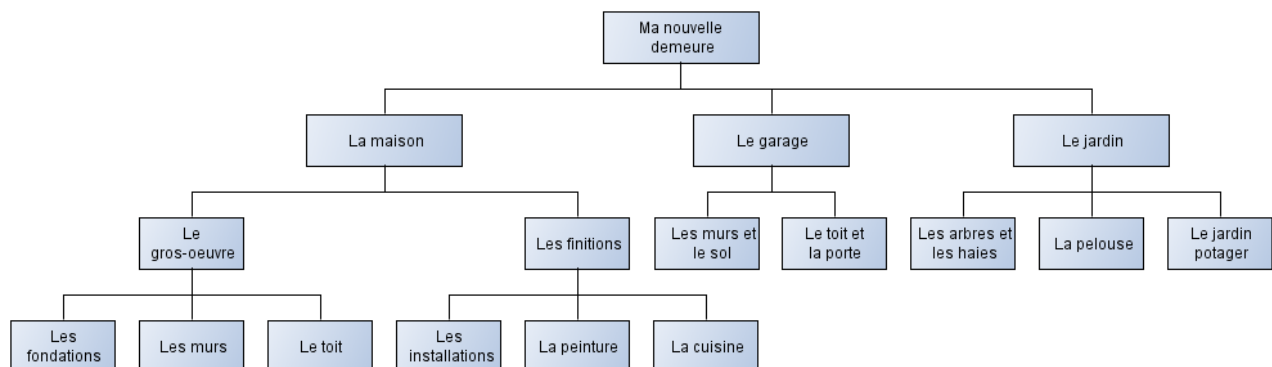 Ma nouvelle
demeure
La maison
Le garage
Le jardin
Le
gros-oeuvre
Les finitions
Les murs et
le sol
Le toit et
la porte
Les arbres et
les haies
La pelouse
Le jardin
potager
Les
fondations
Les murs
Le toit
Les
installations
La peinture
La cuisine